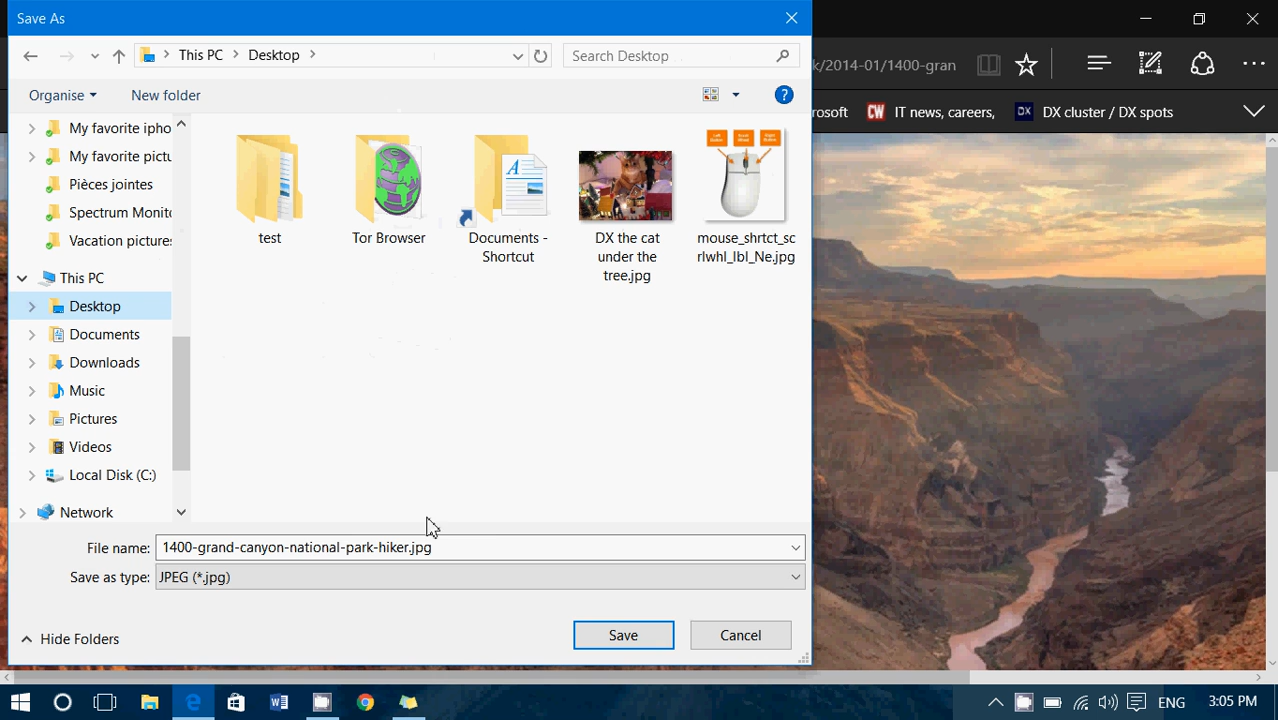 Save As
This PC
Desktop
Search Desktop
k/2014-01/1400-gran
Organise
New folder
?
rosoft
CW
IT news, careers,
DX
DX cluster / DX spots
My favorite ipho
My favorite pictu
Pièces jointes
Spectrum Monit
Vacation pictures
This PC
Desktop
Documents
Downloads
Music
Pictures
Videos
Local Disk (C:)
Network
test
Tor Browser
Documents -
Shortcut
DX the cat
under the
tree.jpg
mouse_shrtct_sc
rlwhl_lbl_Ne.jpg
File name:
1400-grand-canyon-national-park-hiker.jpg
Save as type:
JPEG (*.jpg)
Hide Folders
Save
Cancel
ENG
3:05 PM